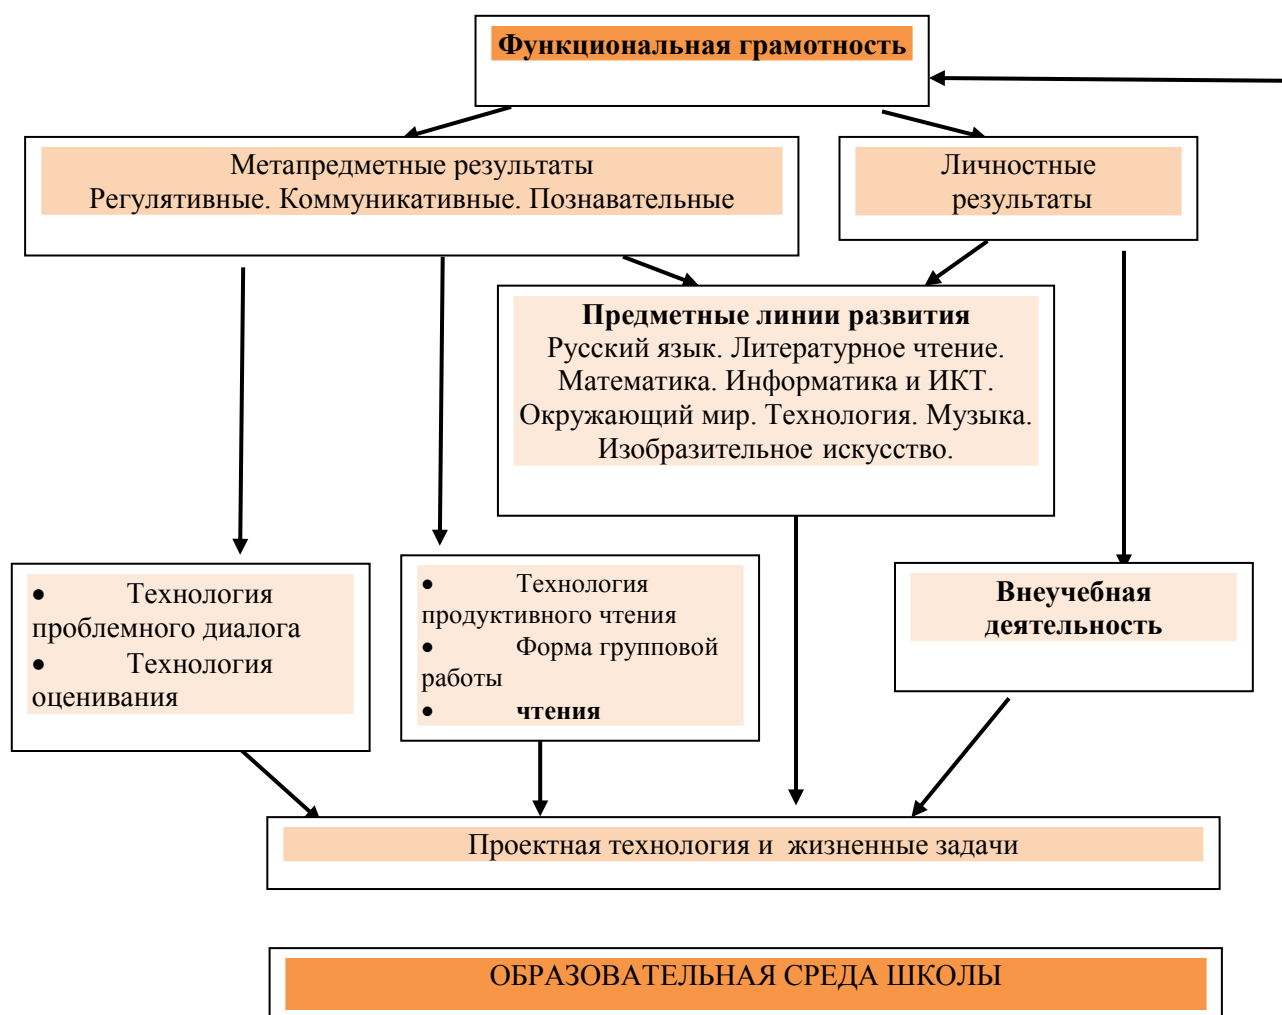 Функциональная грамотность
Метапредметные результаты
Регулятивные. Коммуникативные. Познавательные
Личностные
результаты
Предметные линии развития
Русский язык. Литературное чтение.
Математика. Информатика и ИКТ.
Окружающий мир. Технология. Музыка.
Изобразительное искусство.
• Технология
проблемного диалога
• Технология
оценивания
• Технология
продуктивного чтения
• Форма групповой
работы
• чтения
Внеучебная
деятельность
Проектная технология и жизненные задачи
ОБРАЗОВАТЕЛЬНАЯ СРЕДА ШКОЛЫ